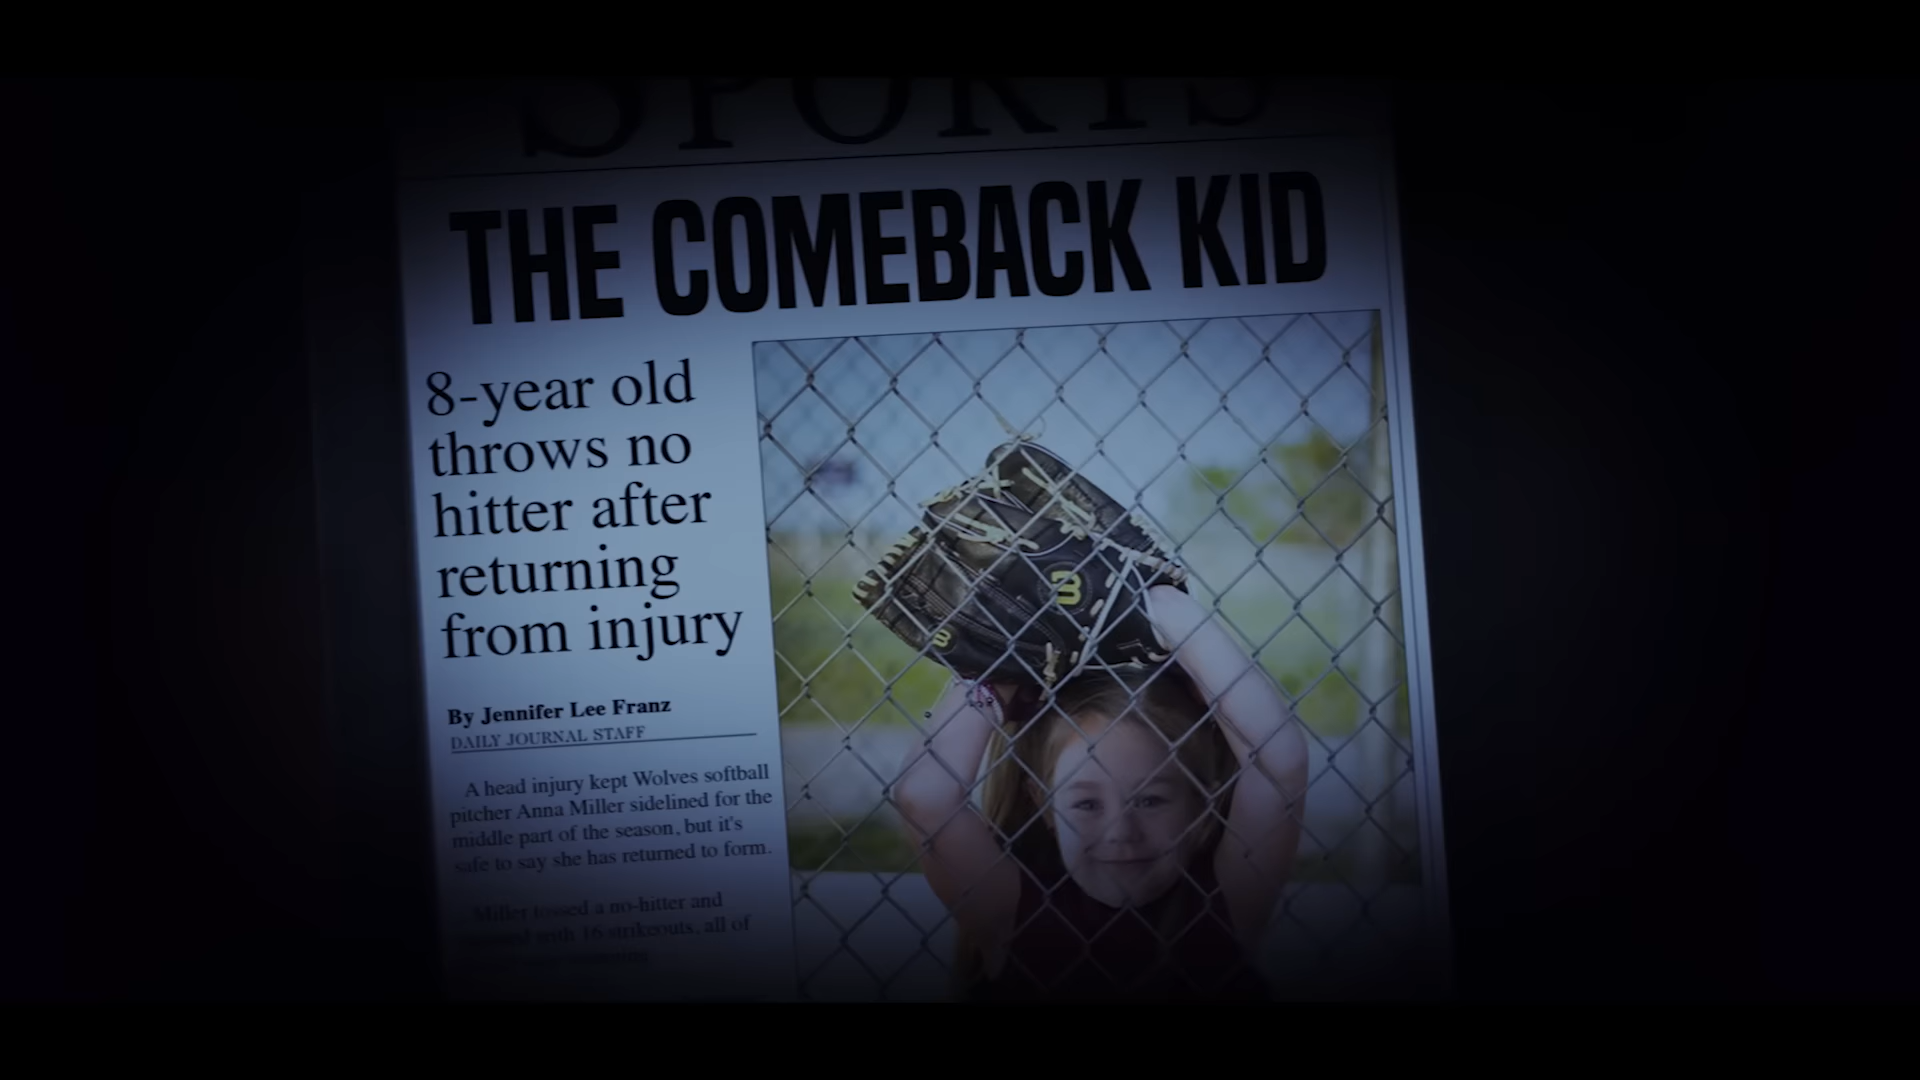 SPORTS
THE COMEBACK KID
8-year old
throws no
hitter after
returning
from injury
By Jennifer Lee Franz
DAILY JOURNAL STAFF
A head injury kept Wolves softball
pitcher Anna Miller sidelined for the
middle part of the season, but it's
safe to say she has returned to form.
Miller tossed a no-hitter and
with 16 strikeouts, all of